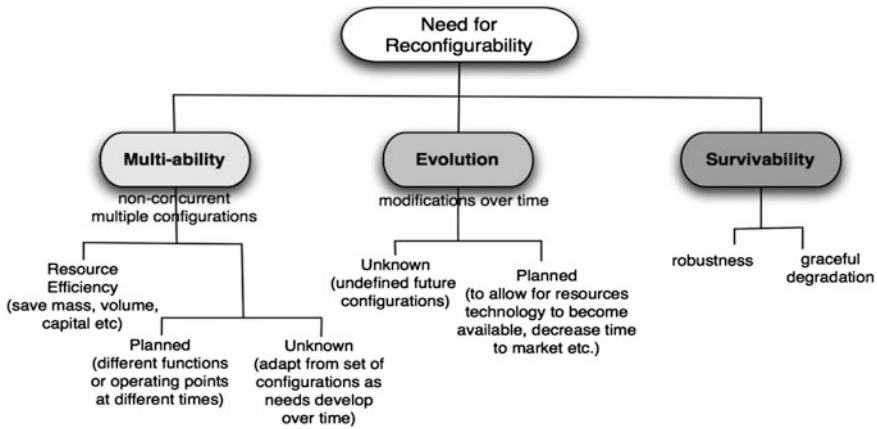 Need for
Reconfigurability
Multi-ability
Evolution
Survivability
non-concurrent
multiple configurations
modifications over time
Resource
Efficiency
(save mass, volume,
capital etc)
Planned
(different functions
or operating points
at different times)
Unknown
(adapt from set of
configurations as
needs develop
over time)
Unknown
(undefined future
configurations)
Planned
(to allow for resources
technology to become
available, decrease time
to market etc.)
robustness
graceful
degradation